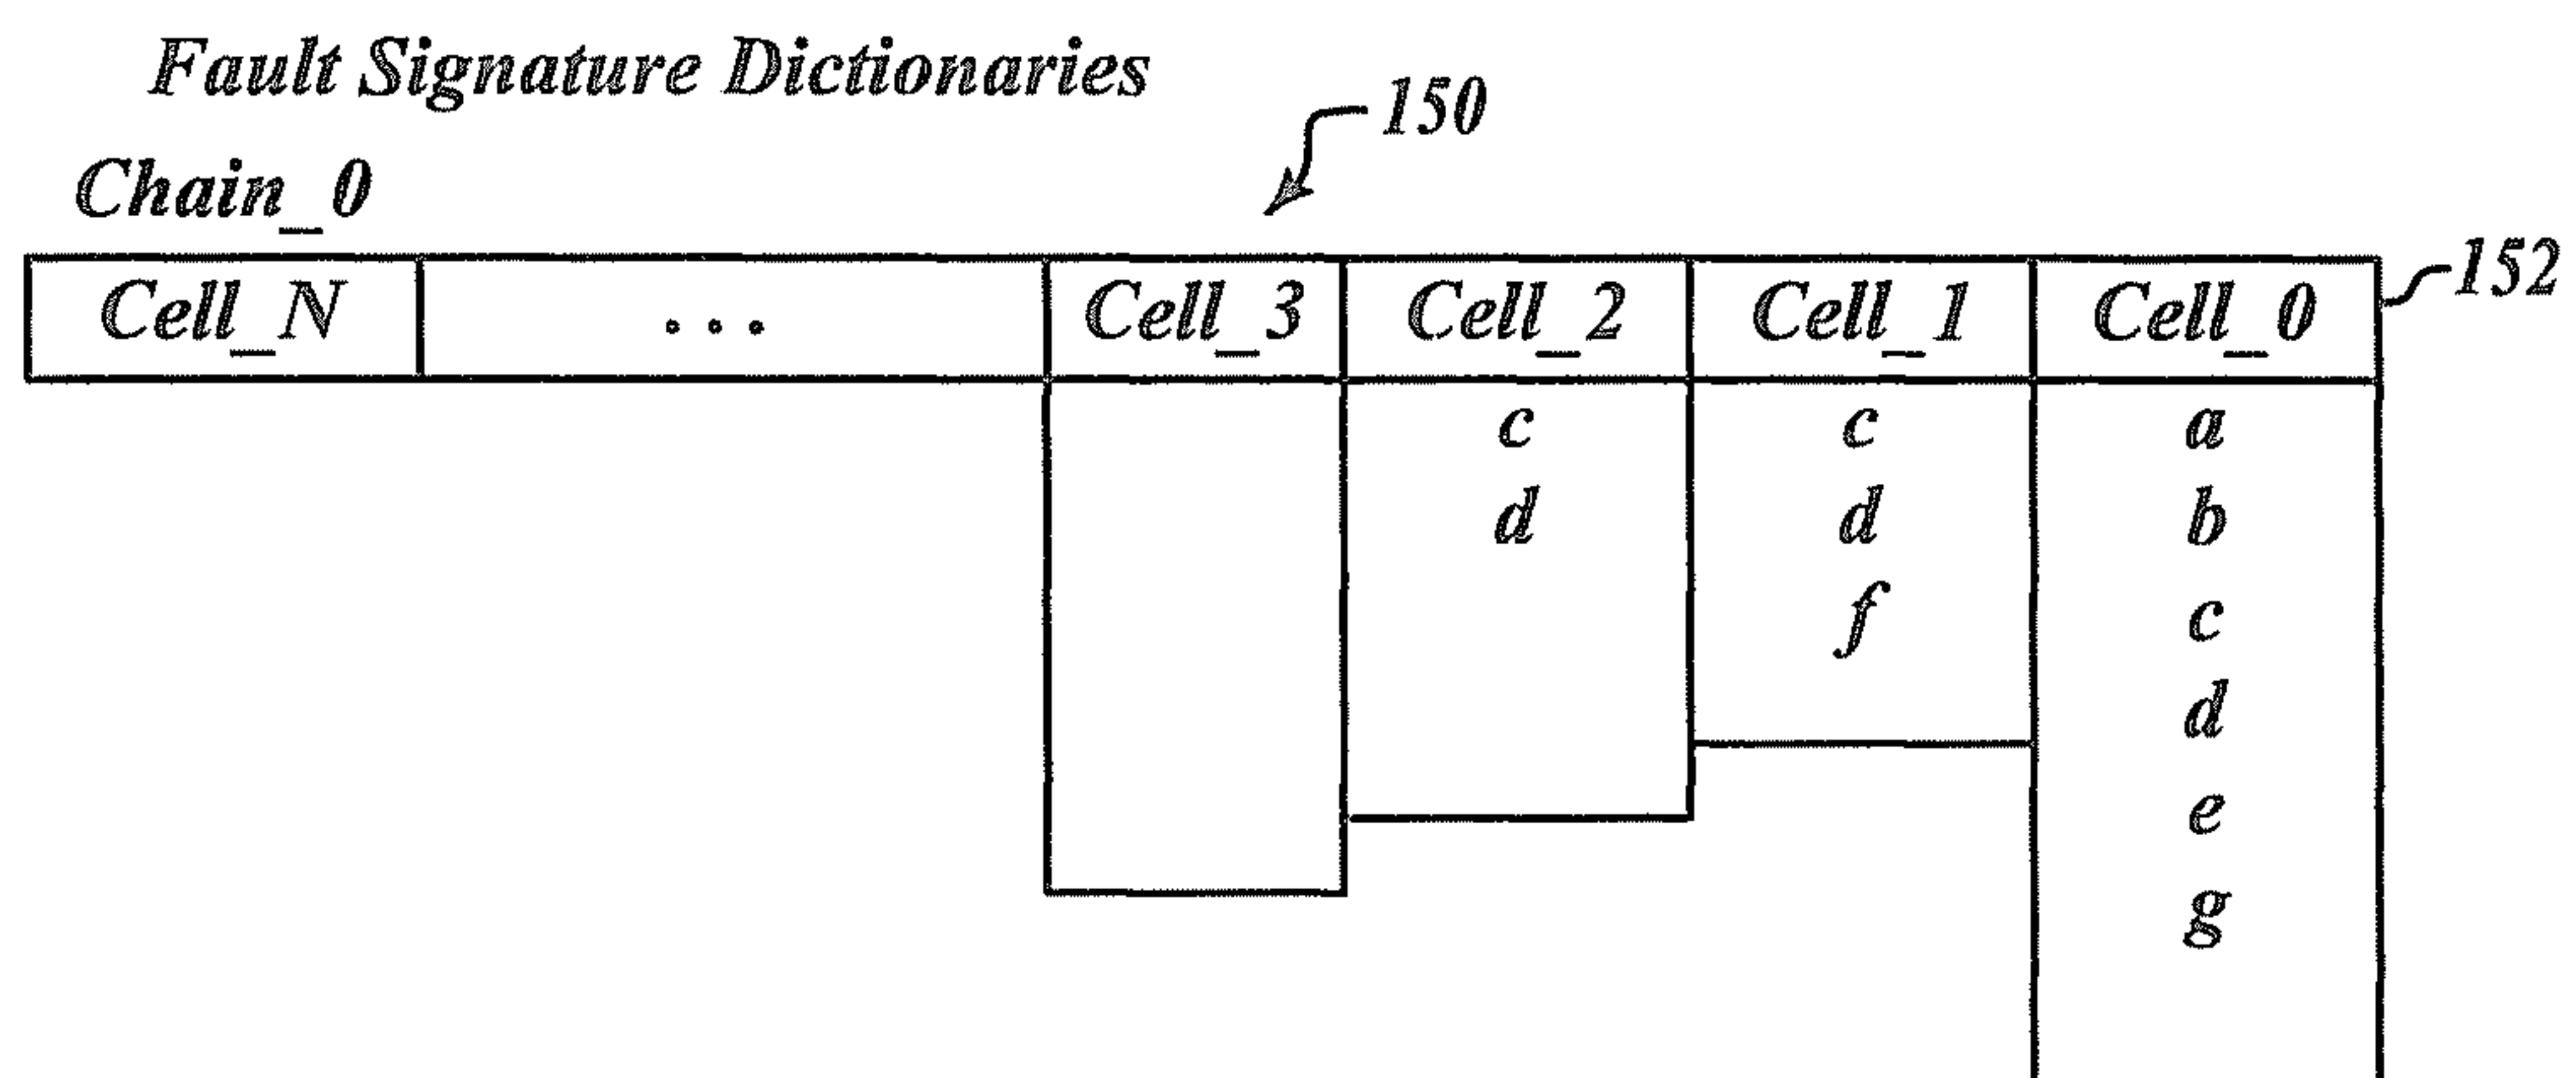 Fault Signature Dictionaries
150
Chain_0
Cell_N ... Cell_3 Cell_2 Cell_1 Cell_0 152
c c a
d d b
f c
d
e
g